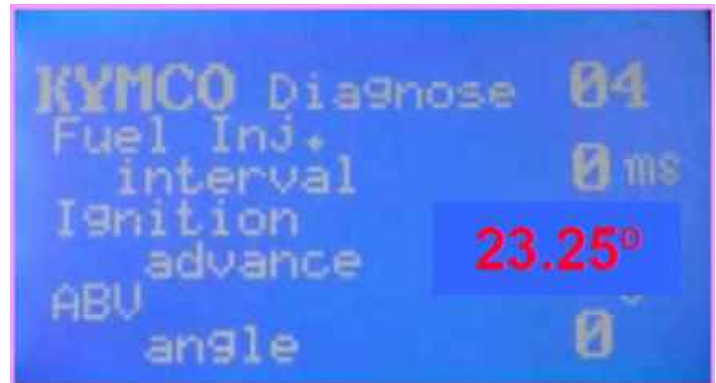 KYMCO Diagnose 04
Fuel Inj.
interval 0 ms
Ignition
advance 23.25°
ABV
angle 0